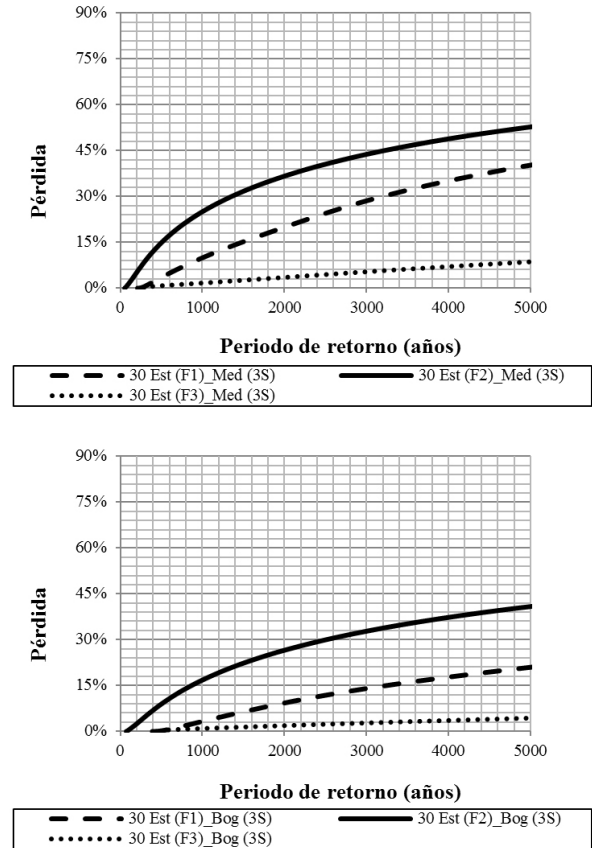 90%
75%
60%
45%
30%
15%
0%
Pérdida
0 1000 2000 3000 4000 5000
Periodo de retorno (años)
30 Est (F1)_Med (3S) 30 Est (F2)_Med (3S)
30 Est (F3)_Med (3S)
90%
75%
60%
45%
30%
15%
0%
Pérdida
0 1000 2000 3000 4000 5000
Periodo de retorno (años)
30 Est (F1)_Bog (3S) 30 Est (F2)_Bog (3S)
30 Est (F3)_Bog (3S)